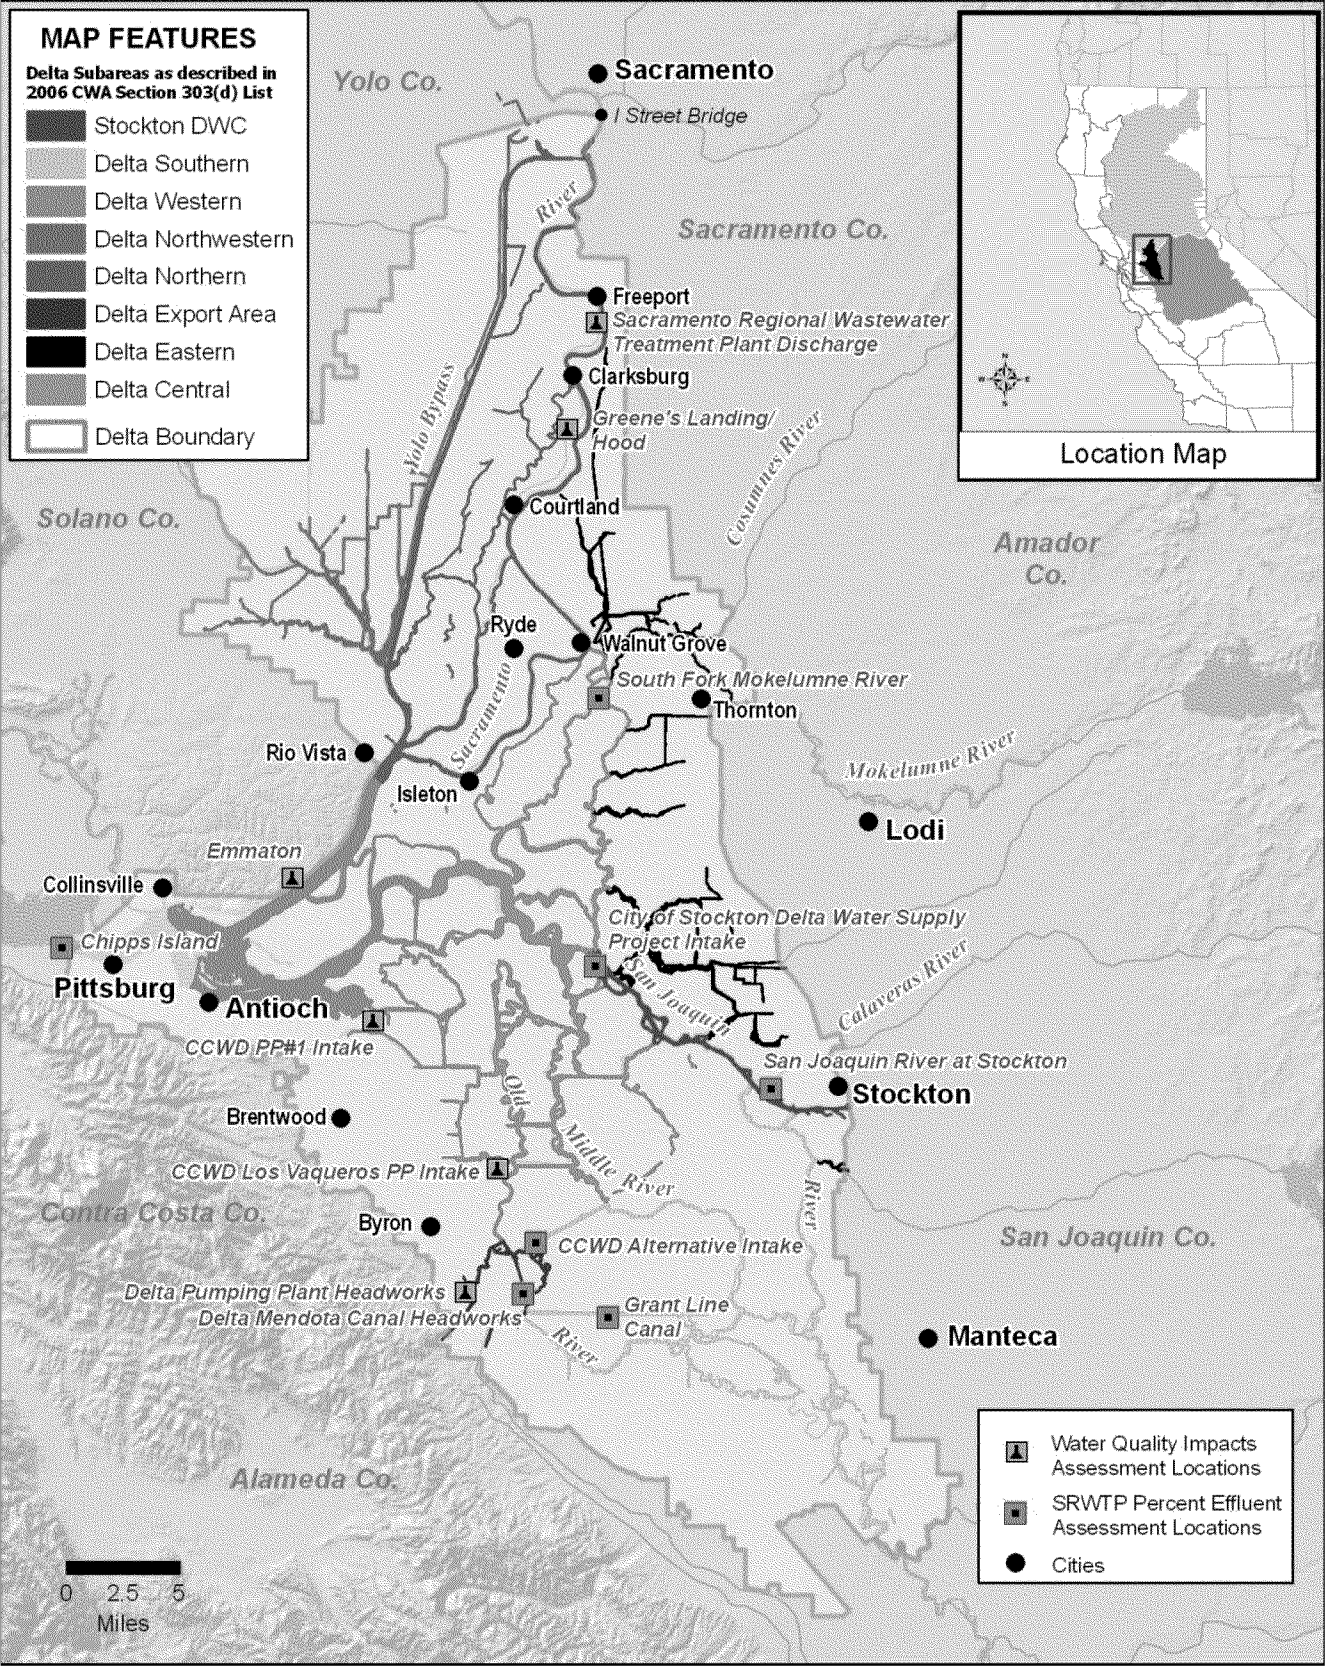 MAP FEATURES
Delta Subareas as described in
2006 CWA Section 303(d) List
Stockton DWC
Delta Southern
Delta Western
Delta Northwestern
Delta Northern
Delta Export Area
Delta Eastern
Delta Central
Delta Boundary
Yolo Co.
Sacramento
I Street Bridge
River
Sacramento Co.
N
W
E
S
Location Map
Freeport
Sacramento Regional Wastewater
Treatment Plant Discharge
Clarksburg
Yolo Bypass
Greene's Landing/
Hood
Cosumnes River
Courtland
Solano Co.
Amador
Co.
Ryde
Walnut Grove
South Fork Mokelumne River
Thornton
Sacramento
Rio Vista
Isleton
Mokelumne River
Lodi
Emmaton
Collinsville
City of Stockton Delta Water Supply
Project Intake
Chipps Island
Pittsburg
Antioch
San Joaquin
Calaveras River
CCWD PP#1 Intake
San Joaquin River at Stockton
Stockton
Old
Brentwood
Middle River
CCWD Los Vaqueros PP Intake
River
Contra Costa Co.
Byron
CCWD Alternative Intake
San Joaquin Co.
Delta Pumping Plant Headworks
Delta Mendota Canal Headworks
Grant Line
Canal
River
Manteca
Alameda Co.
Water Quality Impacts
Assessment Locations
SRWTP Percent Effluent
Assessment Locations
Cities
0 2.5 5
Miles